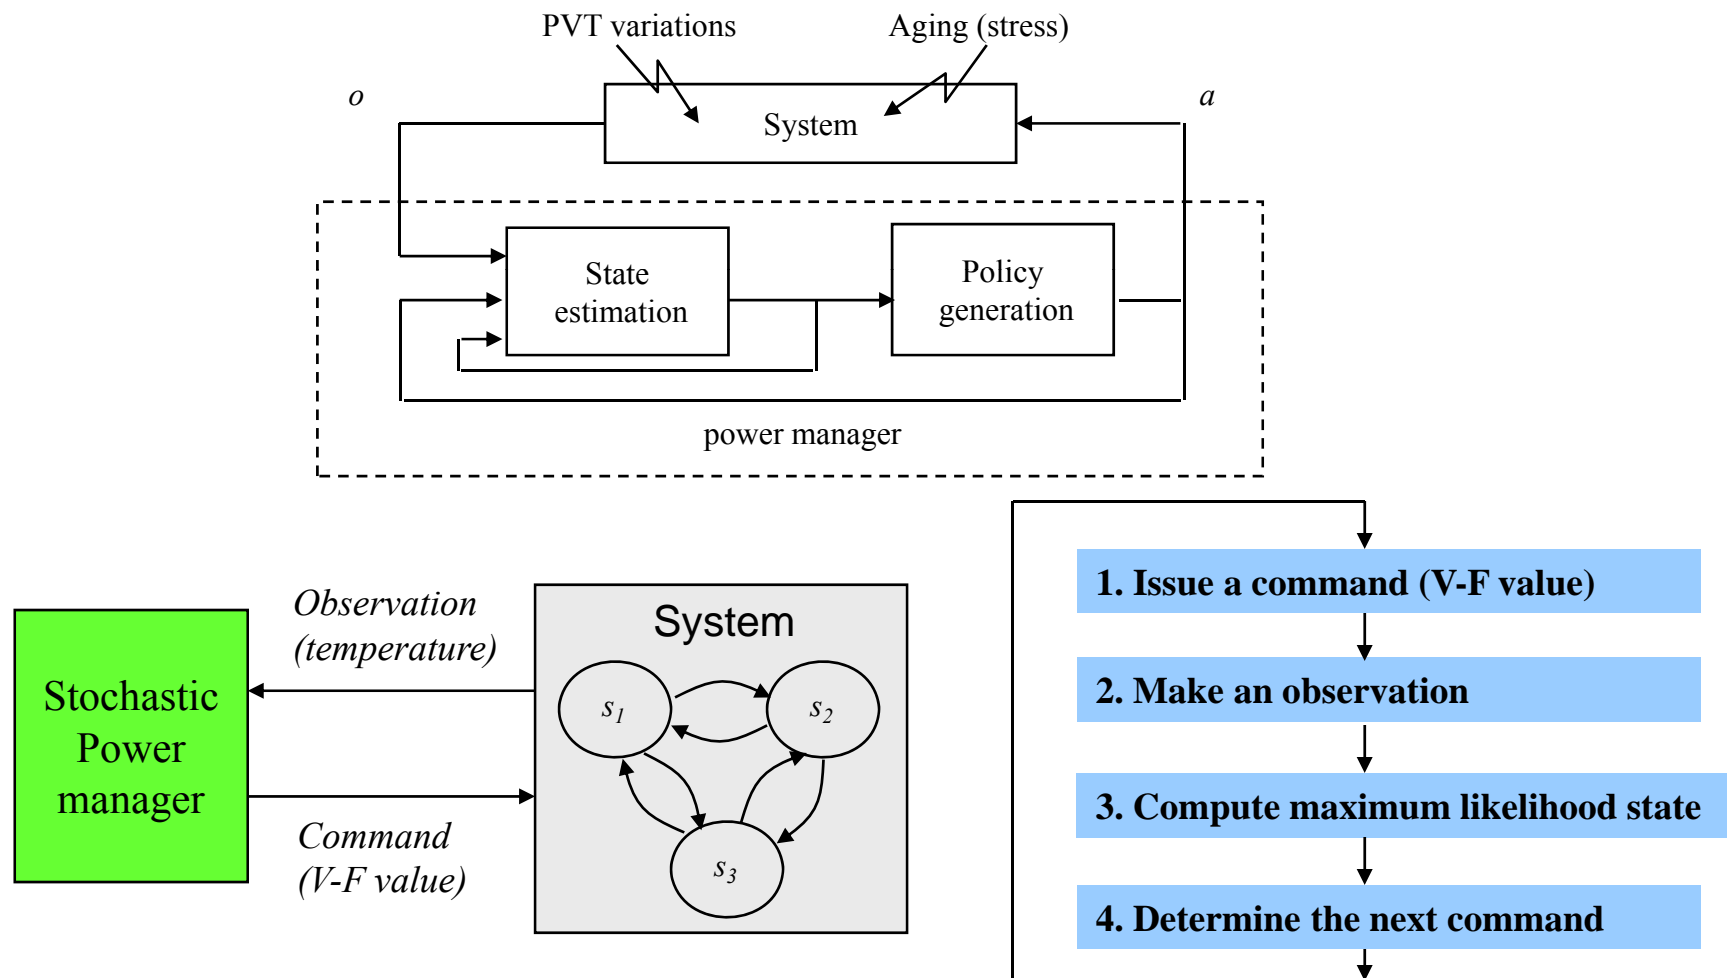 PVT variations
Aging (stress)
o
a
System
State
estimation
Policy
generation
power manager
Stochastic
Power
manager
Observation
(temperature)
Command
(V-F value)
System
s1
s2
s3
1. Issue a command (V-F value)
2. Make an observation
3. Compute maximum likelihood state
4. Determine the next command